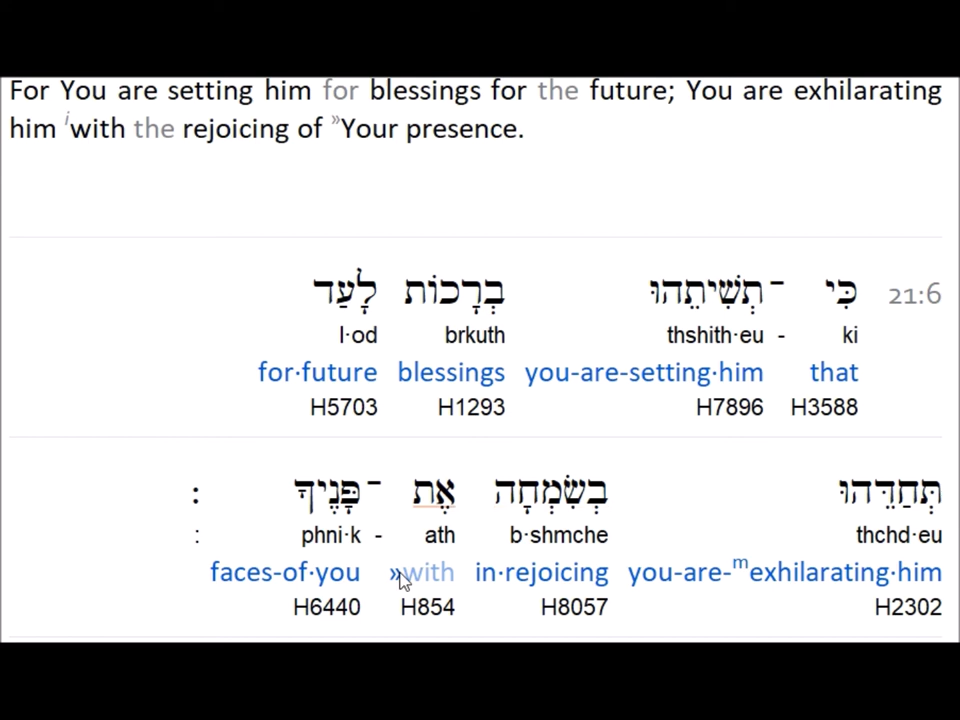 For You are setting him for blessings for the future; You are exhilarating
him iwith the rejoicing of »Your presence.
21:6 כִּי ־ תְשִׁיתֵהוּ בְרָכוֹת לָעַד
l·od brkuth thshith·eu - ki
for·future blessings you-are-setting·him that
H5703 H1293 H7896 H3588
תְּחַדֵּהוּ בְשִׂמְחָה אֶת ־ פָּנֶיךָ :
: phni·k - ath b·shmche thchd·eu
faces-of·you »with in·rejoicing you-are-mexhilarating·him
H6440 H854 H8057 H2302